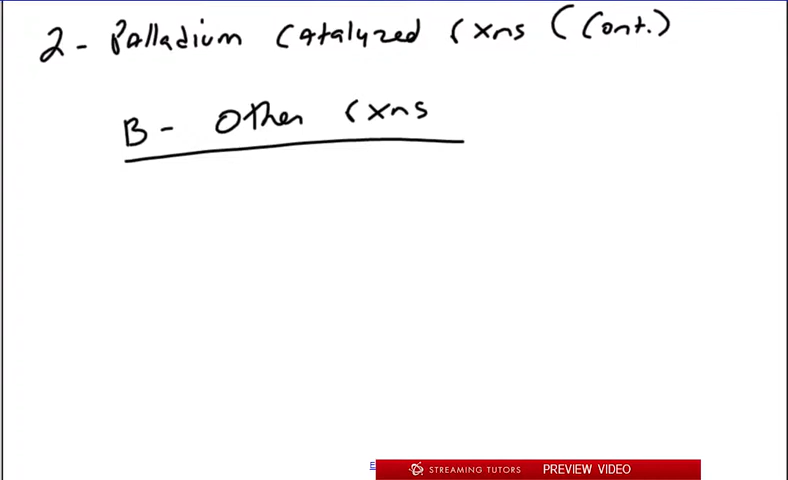 2 - Palladium Catalyzed rxns (Cont.)
B - Other rxns
E
STREAMING TUTORS PREVIEW VIDEO